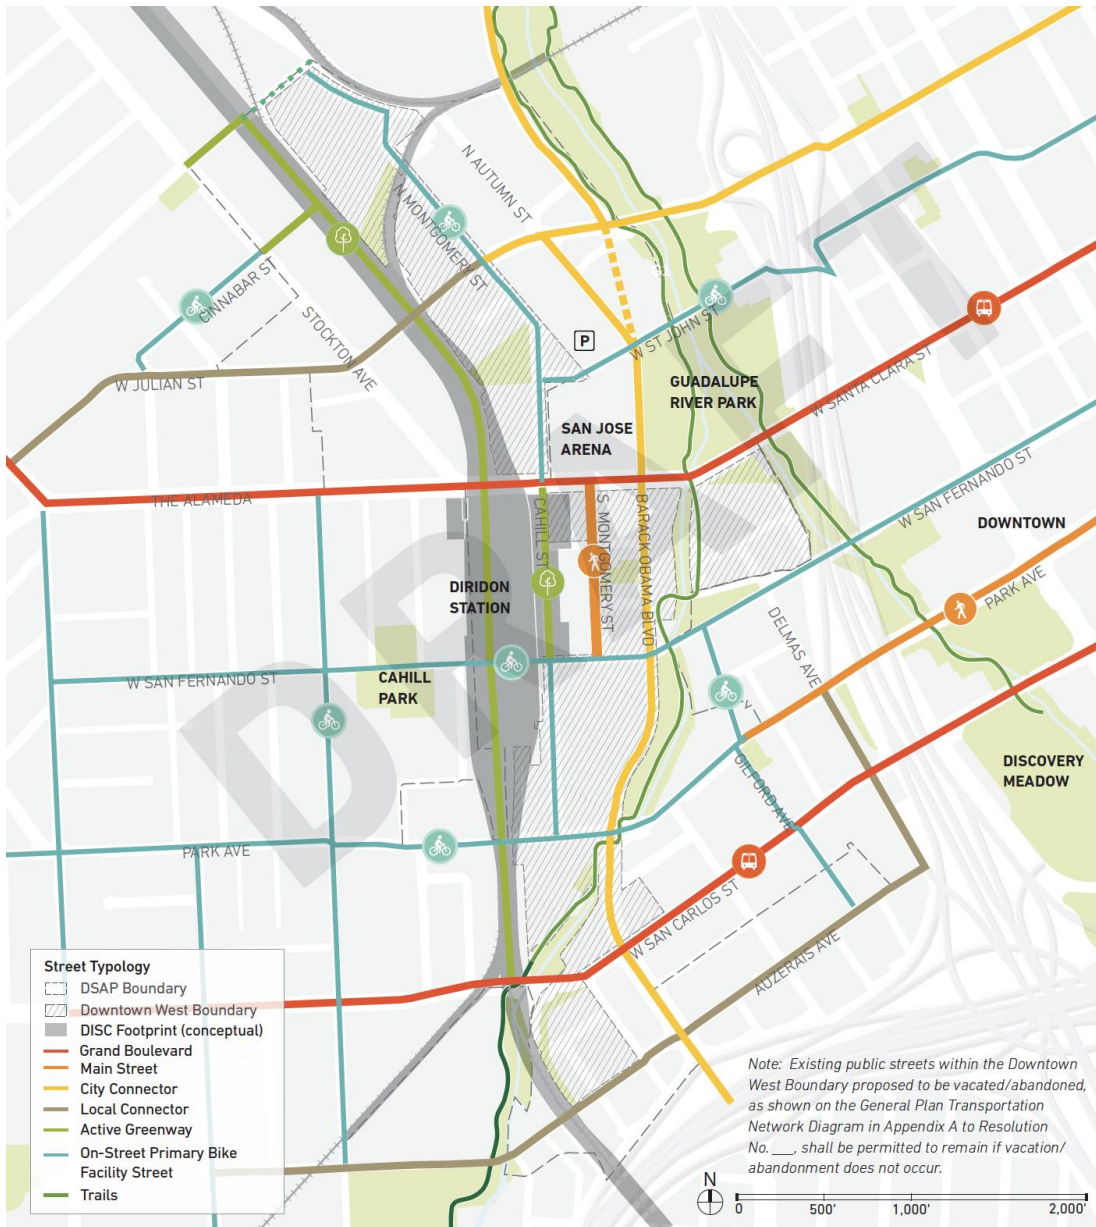 N AUTUMN ST
N MONTGOMERY ST
CINNABAR ST
STOCKTON AVE
P
W ST JOHN ST
W JULIAN ST
GUADALUPE
RIVER PARK
W SANTA CLARA ST
SAN JOSE
ARENA
THE ALAMEDA
CAHILL ST
S MONTGOMERY ST
BARACK OBAMA BLVD
W SAN FERNANDO ST
DOWNTOWN
DIRIDON
STATION
PARK AVE
DELMAS AVE
W SAN FERNANDO ST
CAHILL
PARK
GIFFORD AVE
DISCOVERY
MEADOW
PARK AVE
W SAN CARLOS ST
AUZERAIS AVE
DRAFT
Street Typology
DSAP Boundary
Downtown West Boundary
DISC Footprint (conceptual)
Grand Boulevard
Main Street
City Connector
Local Connector
Active Greenway
On-Street Primary Bike
Facility Street
Trails
Note: Existing public streets within the Downtown
West Boundary proposed to be vacated/abandoned,
as shown on the General Plan Transportation
Network Diagram in Appendix A to Resolution
No. ___, shall be permitted to remain if vacation/
abandonment does not occur.
N
0 500' 1,000' 2,000'